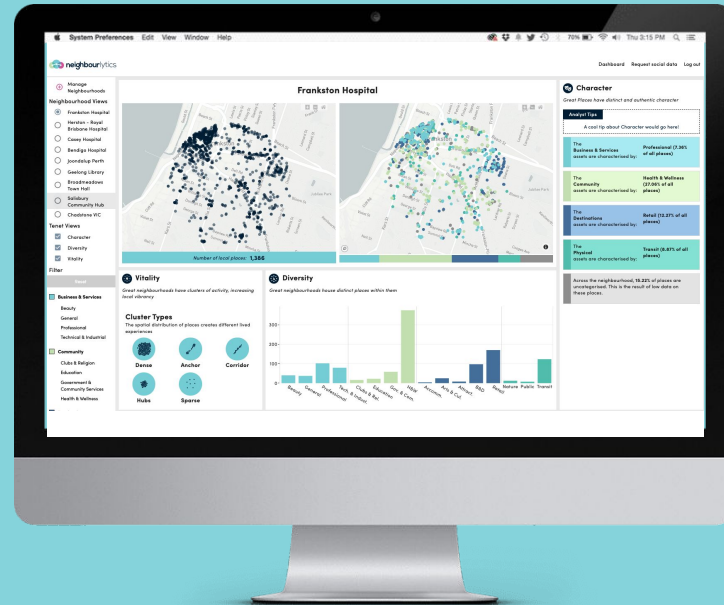 System Preferences Edit View Window Help
70% Thu 3:15 PM
neighbourlytics
Dashboard Request social data Log out
Manage
Neighbourhoods
Neighbourhood Views
Frankston Hospital
Herston - Royal
Brisbane Hospital
Casey Hospital
Bendigo Hospital
Joondalup Perth
Geelong Library
Broadmeadows
Town Hall
Salisbury
Community Hub
Chadstone VIC
Tenet Views
Character
Diversity
Vitality
Filter
Reset
Business & Services
Beauty
General
Professional
Technical & Industrial
Community
Clubs & Religion
Education
Government &
Community Services
Health & Wellness
Frankston Hospital
Number of local places: 1,386
Vitality
Great neighbourhoods have clusters of activity, increasing
local vibrancy
Cluster Types
The spatial distribution of places creates different lived
experiences
Dense Anchor Corridor
Hubs Sparse
Diversity
Great neighbourhoods house distinct places within them
300
200
100
0
Beauty
General
Professional
Tech. & Indust.
Clubs & Rel.
Education
Gov. & Com.
H&W
Accomm.
Arts & Cul.
Attract.
R&G
Retail
Nature
Public
Transit
Character
Great Places have distinct and authentic character
Analyst Tips
A cool tip about Character would go here!
The
Business & Services
assets are characterised by:
Professional (7.36%
of all places)
The
Community
assets are characterised by:
Health & Wellness
(27.06% of all
places)
The
Destinations
assets are characterised by:
Retail (12.27% of all
places)
The
Physical
assets are characterised by:
Transit (8.87% of all
places)
Across the neighbourhood, 15.22% of places are
uncategorised. This is the result of low data on
these places.